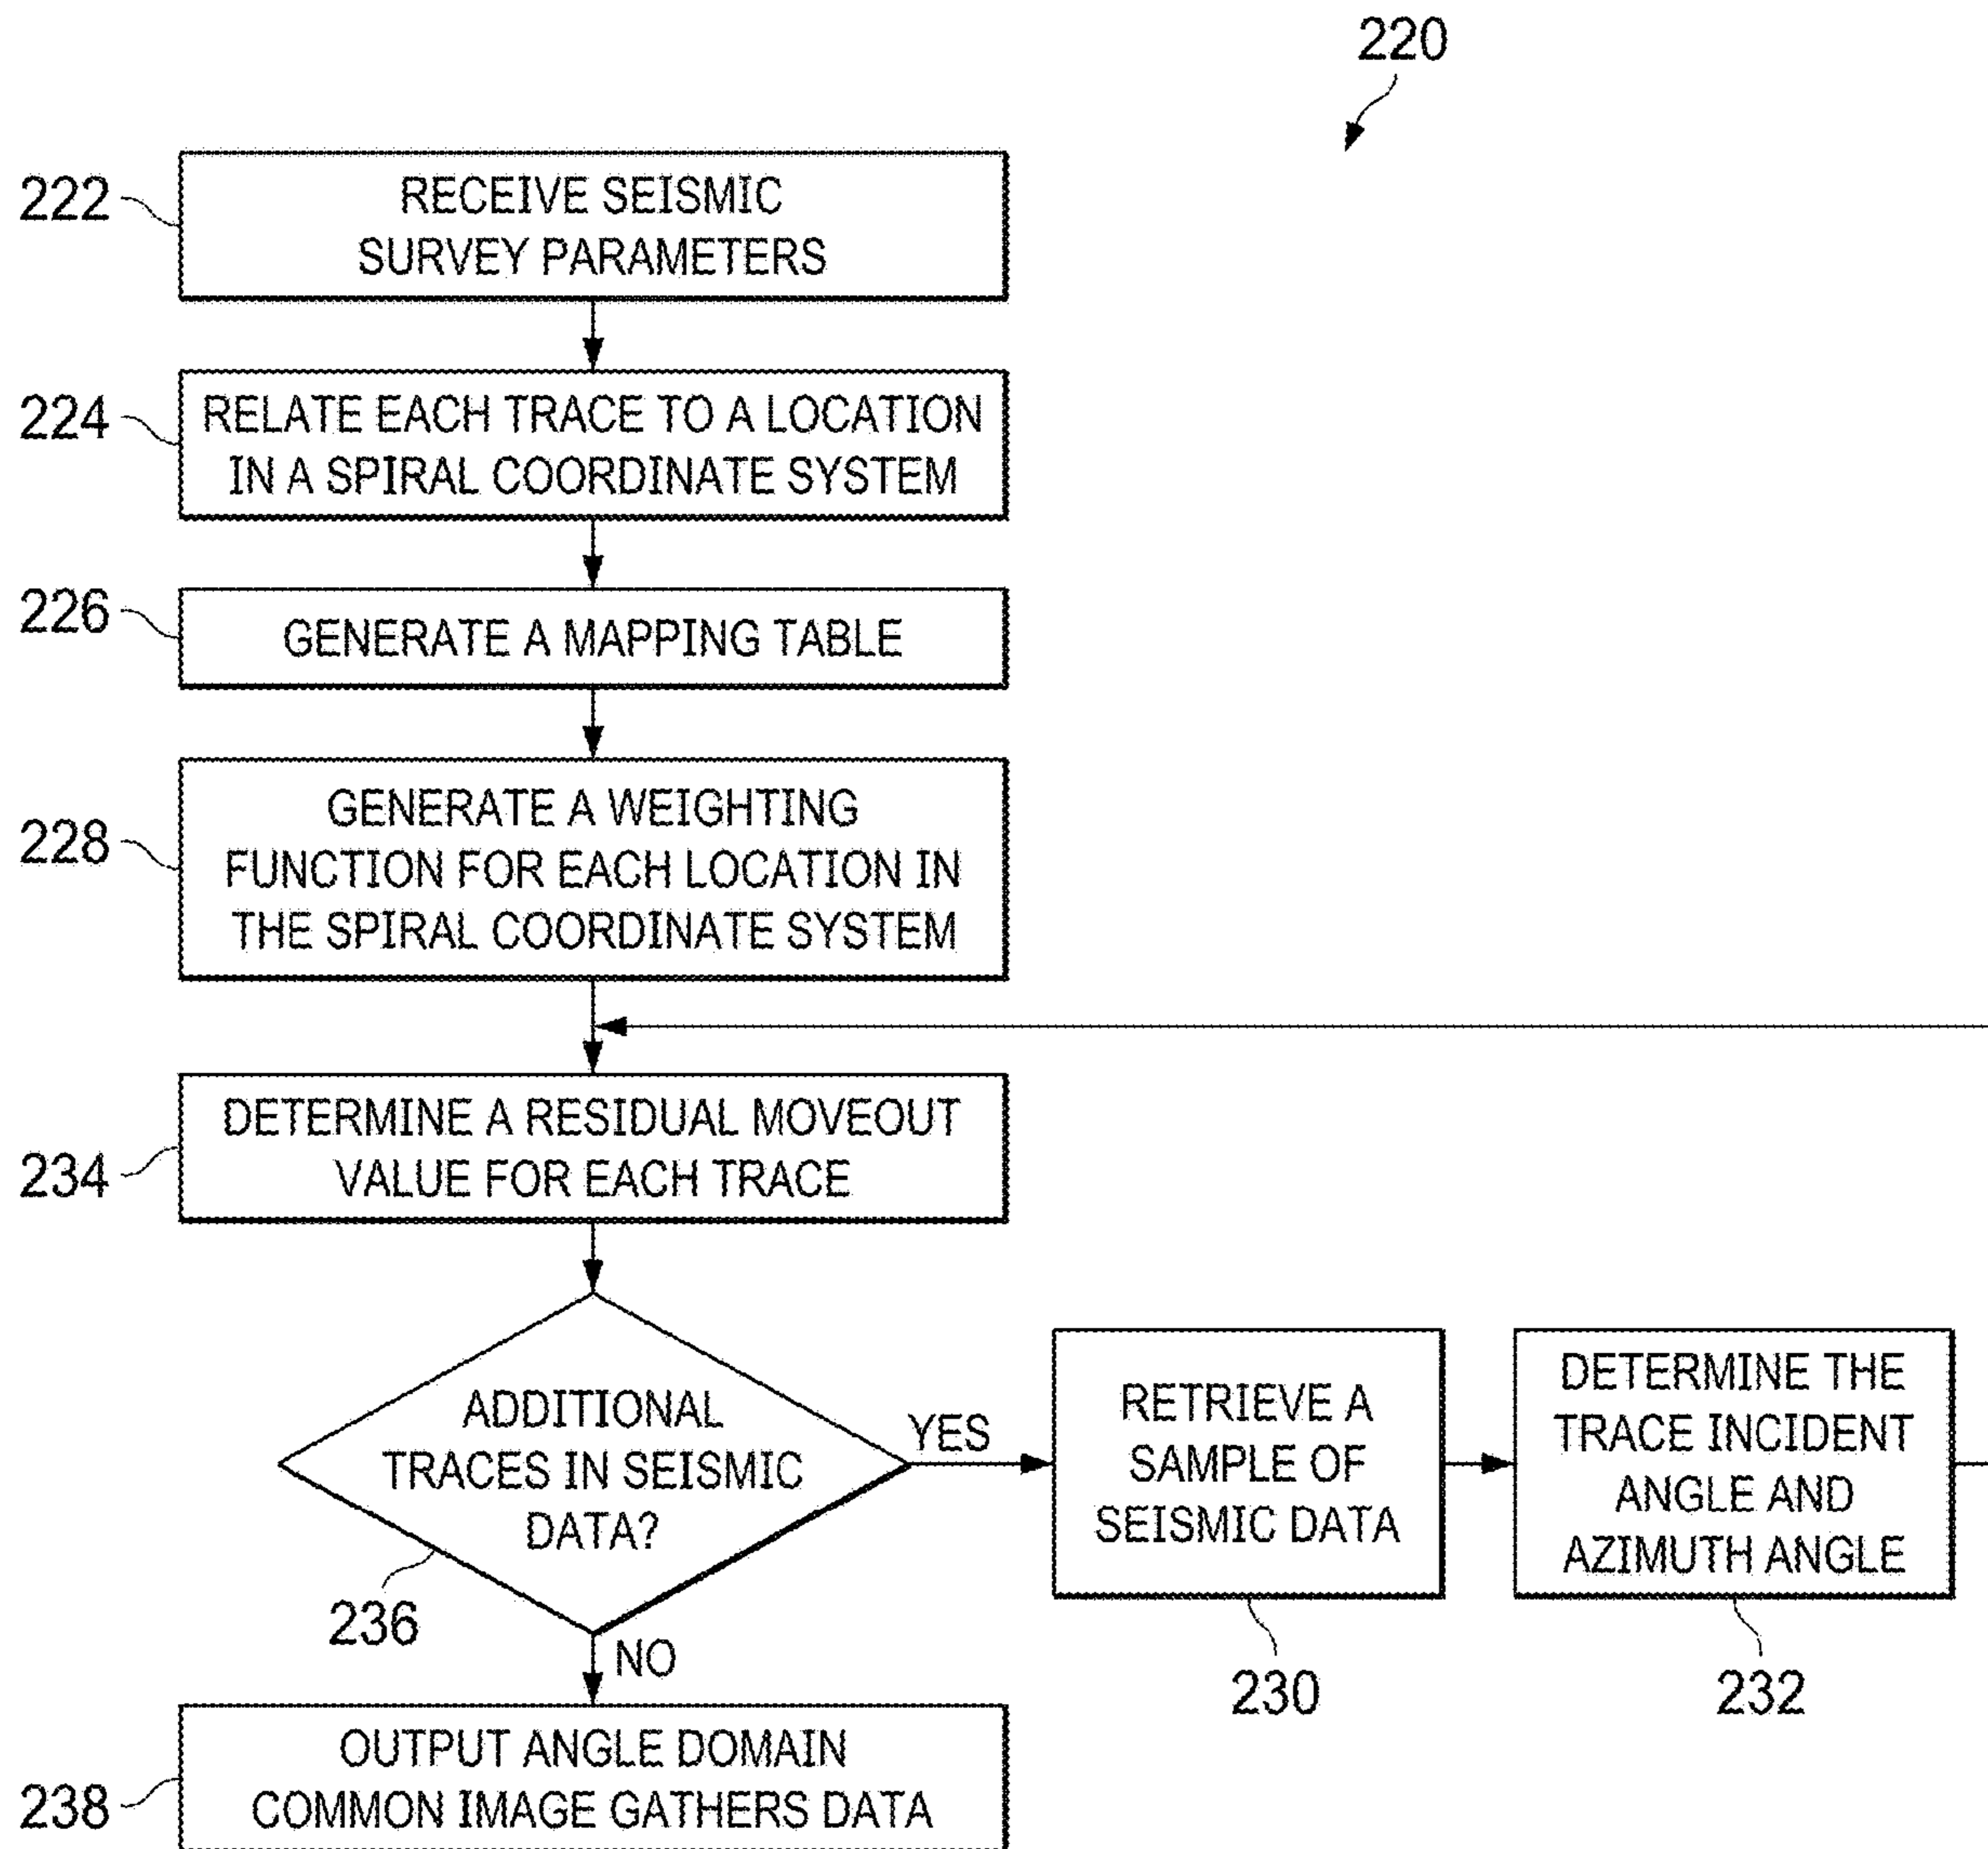 220
222
RECEIVE SEISMIC
SURVEY PARAMETERS
224
RELATE EACH TRACE TO A LOCATION
IN A SPIRAL COORDINATE SYSTEM
226
GENERATE A MAPPING TABLE
228
GENERATE A WEIGHTING
FUNCTION FOR EACH LOCATION IN
THE SPIRAL COORDINATE SYSTEM
234
DETERMINE A RESIDUAL MOVEOUT
VALUE FOR EACH TRACE
ADDITIONAL
TRACES IN SEISMIC
DATA?
236
YES
RETRIEVE A
SAMPLE OF
SEISMIC DATA
230
DETERMINE THE
TRACE INCIDENT
ANGLE AND
AZIMUTH ANGLE
232
NO
238
OUTPUT ANGLE DOMAIN
COMMON IMAGE GATHERS DATA